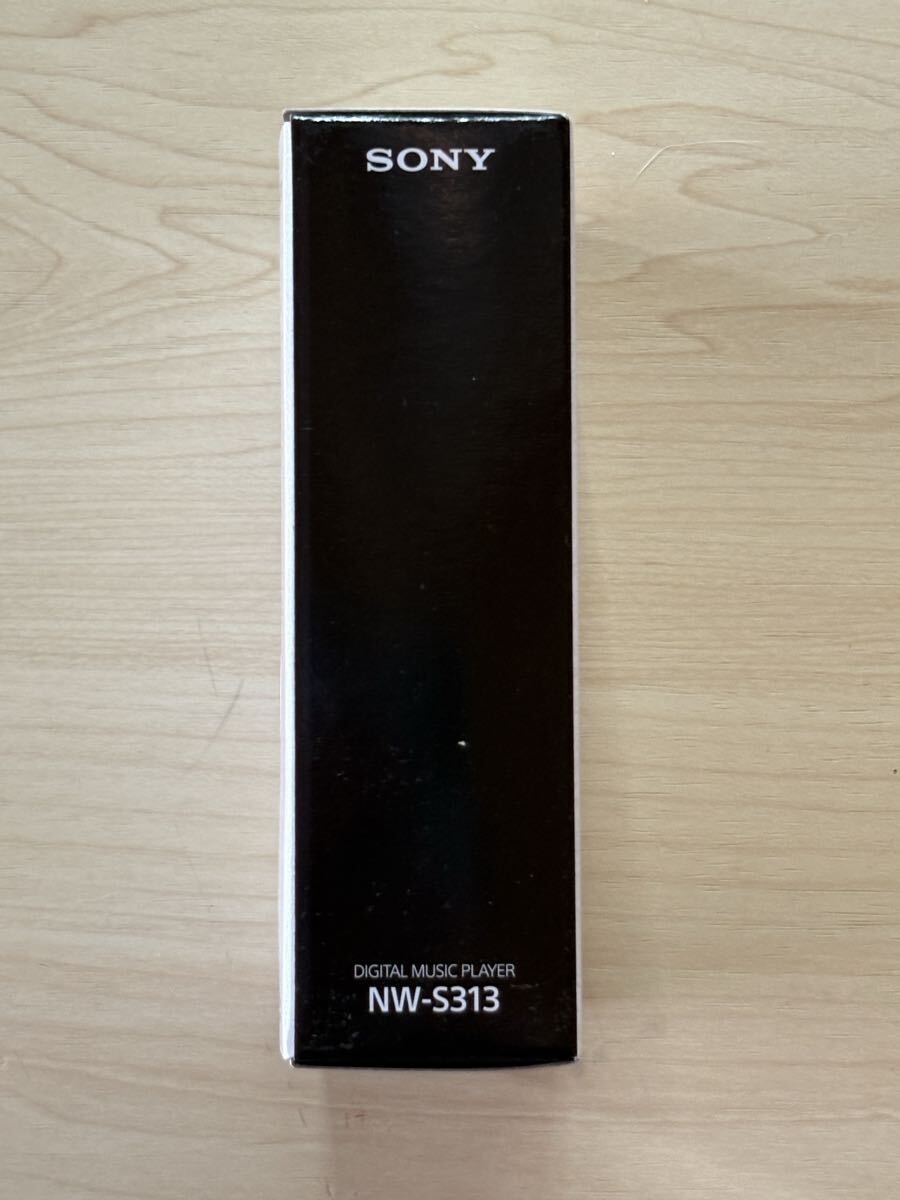 SONY
DIGITAL MUSIC PLAYER
NW-S313